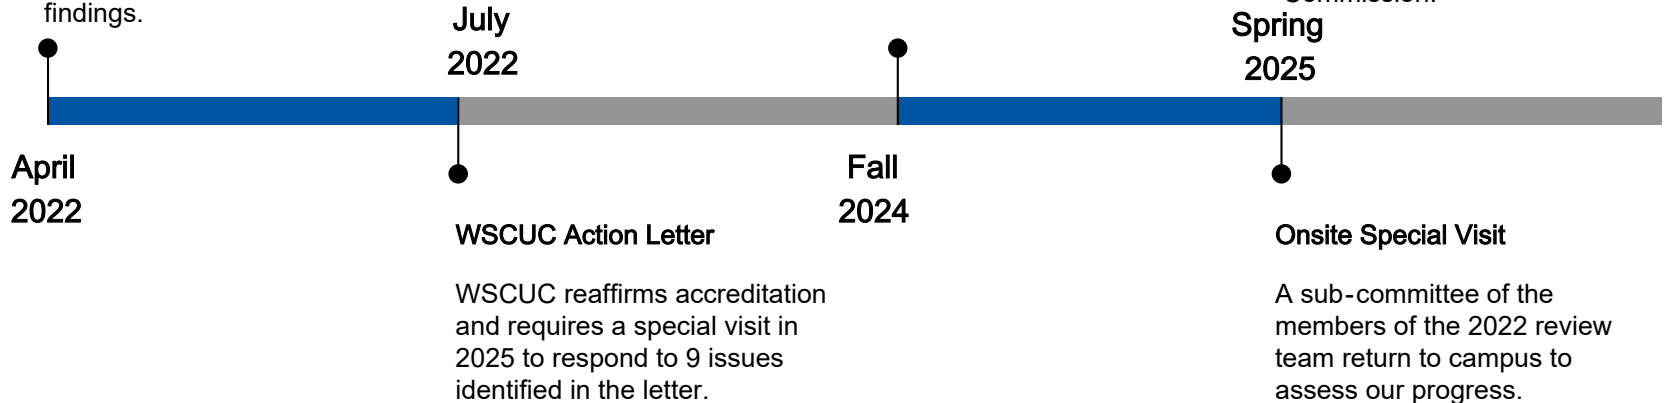 findings.
July
2022
Spring
2025
April
2022
Fall
2024
WSCUC Action Letter
WSCUC reaffirms accreditation
and requires a special visit in
2025 to respond to 9 issues
identified in the letter.
Onsite Special Visit
A sub-committee of the
members of the 2022 review
team return to campus to
assess our progress.